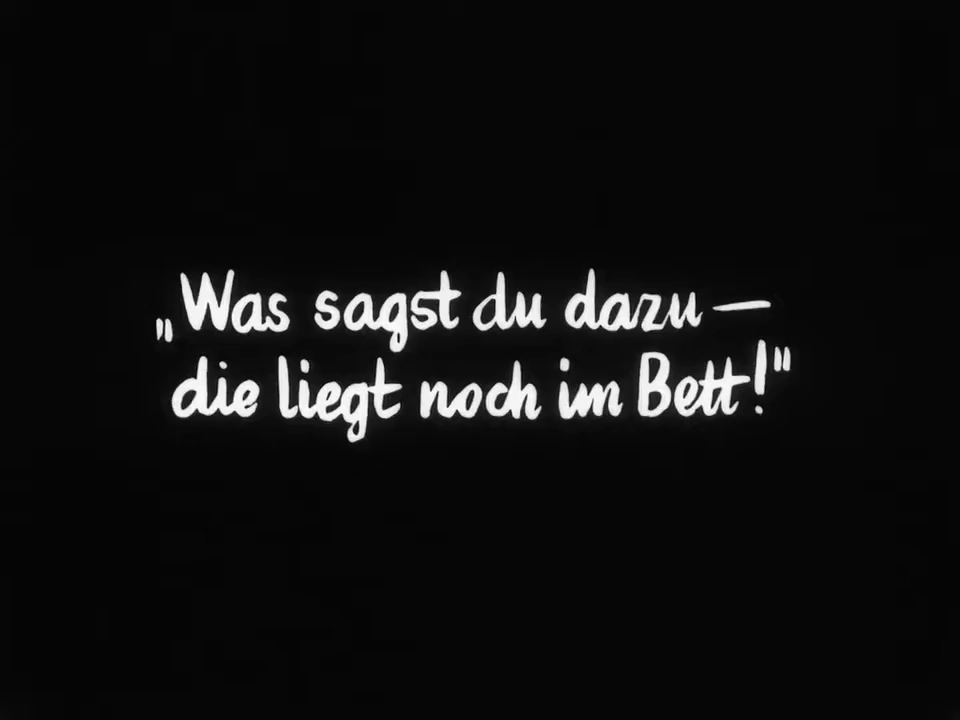 „Was sagst du dazu —
die liegt noch im Bett!"